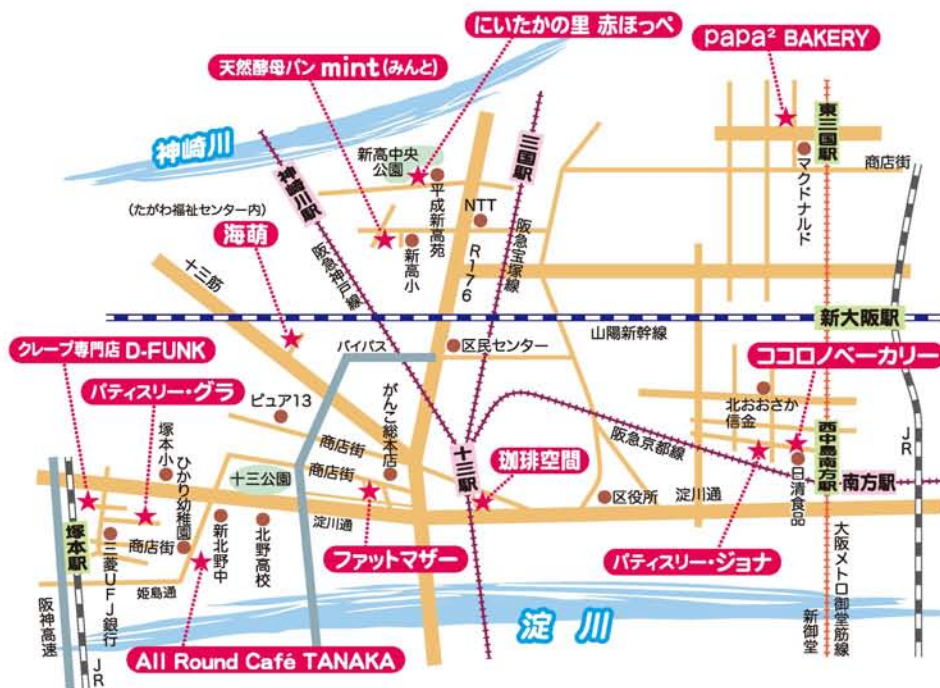 にいたかの里 赤ほっぺ
papa² BAKERY
天然酵母パン mint(みんと)
神崎川
神崎川駅
新高中央
公園
平成新高苑
三国駅
東三国駅
マクドナルド
商店街
NTT
(たがわ福祉センター内)
海萌
新高小
R176
阪急宝塚線
阪急神戸線
十三筋
新大阪駅
山陽新幹線
クレープ専門店 D-FUNK
バイパス
区民センター
ココロノベーカリー
パティスリー・グラ
ピュア13
がんこ総本店
北おおさか
信金
塚本小
商店街
商店街
阪急京都線
西中島南方駅
JR
ひかり幼稚園
十三公園
十三駅
珈琲空間
区役所
淀川通
日清食品
南方駅
塚本駅
三菱UFJ銀行
商店街
新北野中
北野高校
淀川通
ファットマザー
パティスリー・ジョナ
大阪メトロ御堂筋線
新御堂
姫島通
阪神高速
JR
淀川
All Round Café TANAKA